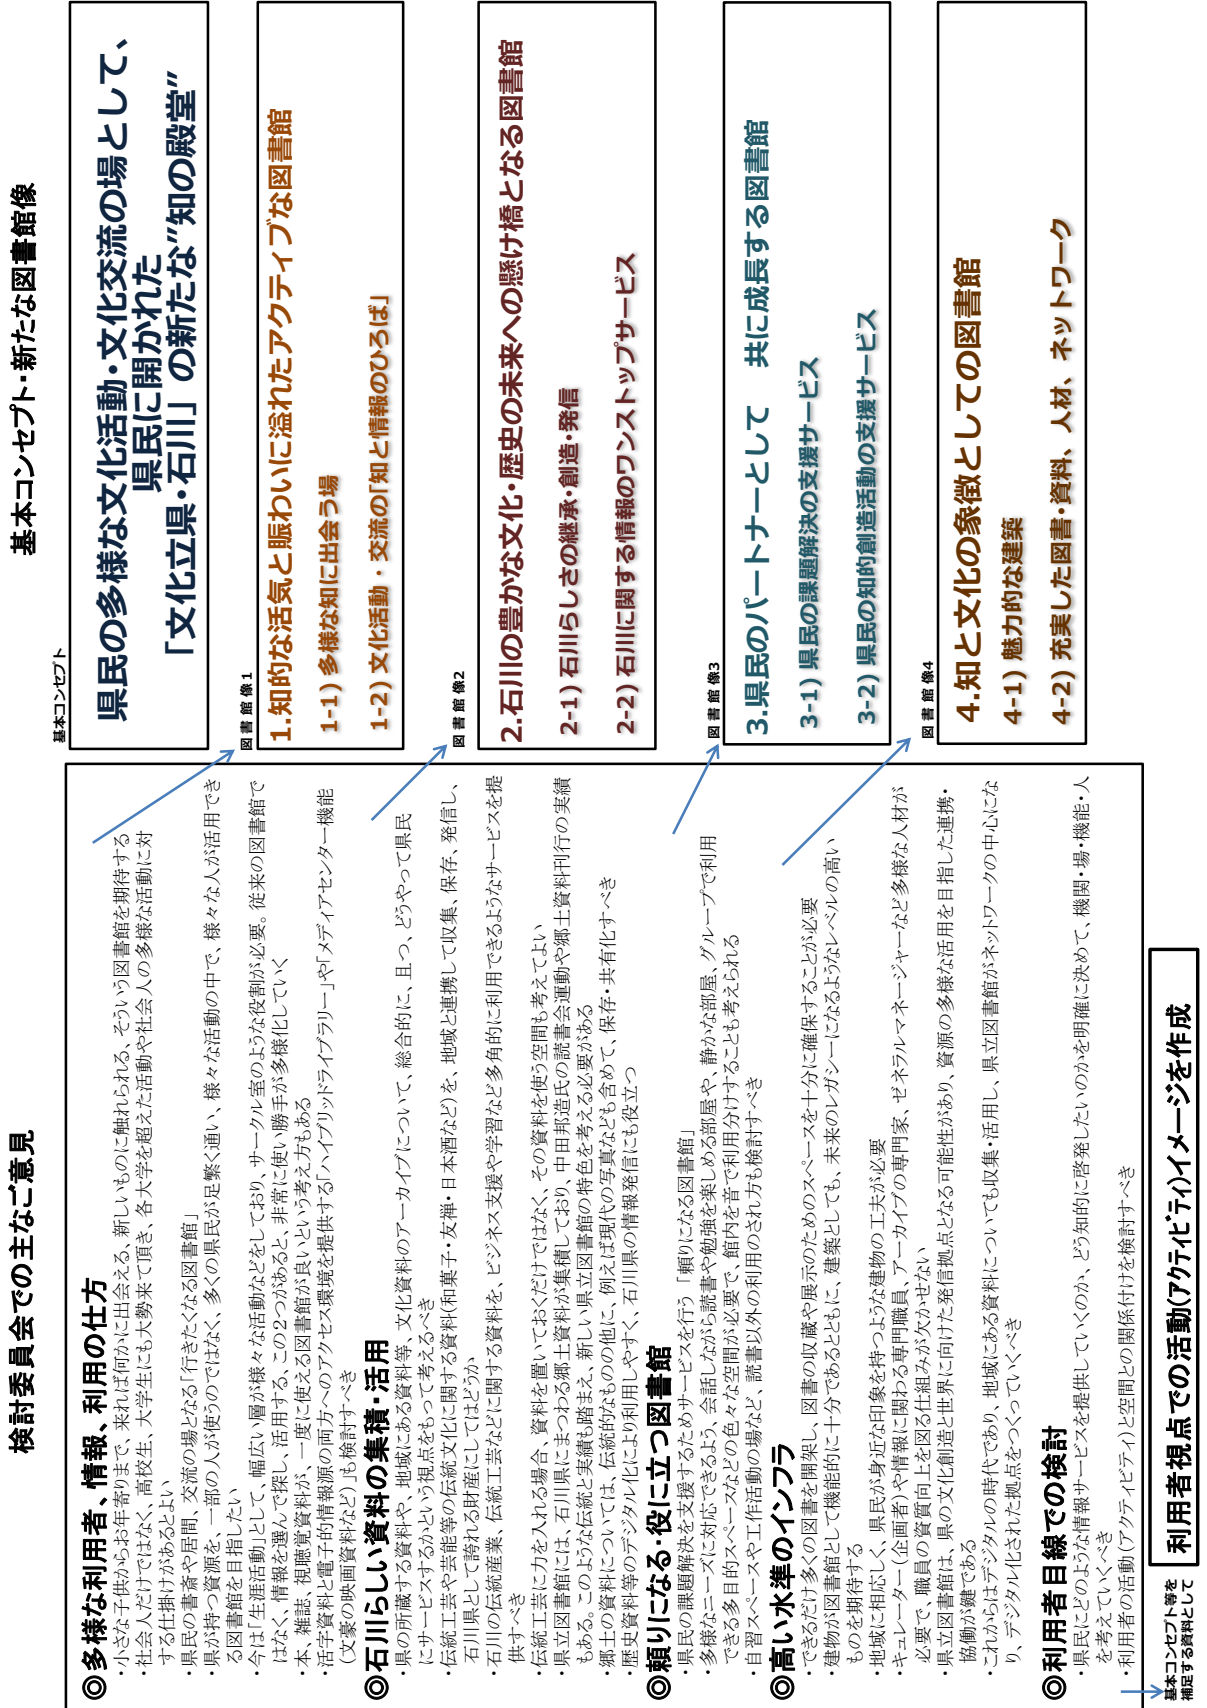 検討委員会での主なご意見
◎多様な利用者、情報、利用の仕方
・小さな子供からお年寄りまで、来れば何かに出会える、新しいものに触れられる、そういう図書館を期待する
・社会人だけではなく、高校生、大学生にも大勢来て頂き、各大学を超えた活動や社会人の多様な活動に対
する仕掛けがあるとよい
・県民の書斎や居間、交流の場となる「行きたくなる図書館」
・県が持つ資源を、一部の人が使うのではなく、多くの県民が足繁く通い、様々な活動の中で、様々な人が活用でき
る図書館を目指したい
・今は「生涯活動」として、幅広い層が様々な活動などをしており、サークル室のような役割が必要。従来の図書館で
はなく、情報を選んで探し、活用する、この2つがあると、非常に使い勝手が多様化していく
・本、雑誌、視聴覚資料が、一度に使える図書館が良いという考え方もある
・活字資料と電子的情報源の両方へのアクセス環境を提供する「ハイブリッドライブラリー」や「メディアセンター機能
(文豪の映画資料など)」も検討すべき
◎石川らしい資料の集積・活用
・県の所蔵する資料や、地域にある資料等、文化資料のアーカイブについて、総合的に、且つ、どうやって県民
にサービスするかという視点をもって考えるべき
・伝統工芸や芸能等の伝統文化に関する資料(和菓子・友禅・日本酒など)を、地域と連携して収集、保存、発信し、
石川県として誇れる財産にしてはどうか
・石川の伝統産業、伝統工芸などに関する資料を、ビジネス支援や学習など多角的に利用できるようなサービスを提
供すべき
・伝統工芸に力を入れる場合、資料を置いておくだけではなく、その資料を使う空間も考えてよい
・県立図書館には、石川県にまつわる郷土資料が集積しており、中田邦造氏の読書会運動や郷土資料刊行の実績
もある。このような伝統と実績も踏まえ、新しい県立図書館の特色を考える必要がある
・郷土の資料については、伝統的なものの他に、例えば現代の写真なども含めて、保存・共有化すべき
・歴史資料等のデジタル化により利用しやすく、石川県の情報発信にも役立つ
◎頼りになる・役に立つ図書館
・県民の課題解決を支援するためサービスを行う「頼りになる図書館」
・多様なニーズに対応できるよう、会話しながら読書や勉強を楽しめる部屋や、静かな部屋、グループで利用
できる多目的スペースなどの色々な空間が必要で、館内を音で利用分けすることも考えられる
・自習スペースや工作活動の場など、読書以外の利用のされ方も検討すべき
◎高い水準のインフラ
・できるだけ多くの図書を開架し、図書の収蔵や展示のためのスペースを十分に確保することが必要
・建物が図書館として機能的に十分であるとともに、建築としても、未来のレガシーになるようなレベルの高い
ものを期待する
・地域に相応しく、県民が身近な印象を持つような建物の工夫が必要
・キュレーター(企画者)や情報に関わる専門職員、アーカイブの専門家、ゼネラルマネージャーなど多様な人材が
必要で、職員の資質向上を図る仕組みが欠かせない
・県立図書館は、県の文化創造と世界に向けた発信拠点となる可能性があり、資源の多様な活用を目指した連携・
協働が鍵である
・これからはデジタルの時代であり、地域にある資料についても収集・活用し、県立図書館がネットワークの中心にな
り、デジタル化された拠点をつくっていくべき
◎利用者目線での検討
・県民にどのような情報サービスを提供していくのか、どう知的に啓発したいのかを明確に決めて、機関・場・機能・人
を考えていくべき
・利用者の活動(アクティビティ)と空間との関係付けを検討すべき
基本コンセプト等を
補足する資料として
利用者視点での活動(アクティビティ)イメージを作成
基本コンセプト・新たな図書館像
基本コンセプト
県民の多様な文化活動・文化交流の場として、
県民に開かれた
「文化立県・石川」の新たな”知の殿堂”
図書館像1
1.知的な活気と賑わいに溢れたアクティブな図書館
1-1)多様な知に出会う場
1-2)文化活動・交流の「知と情報のひろば」
図書館像2
2.石川の豊かな文化・歴史の未来への懸け橋となる図書館
2-1)石川らしさの継承・創造・発信
2-2)石川に関する情報のワンストップサービス
図書館像3
3.県民のパートナーとして 共に成長する図書館
3-1)県民の課題解決の支援サービス
3-2)県民の知的創造活動の支援サービス
図書館像4
4.知と文化の象徴としての図書館
4-1)魅力的な建築
4-2)充実した図書・資料、人材、ネットワーク